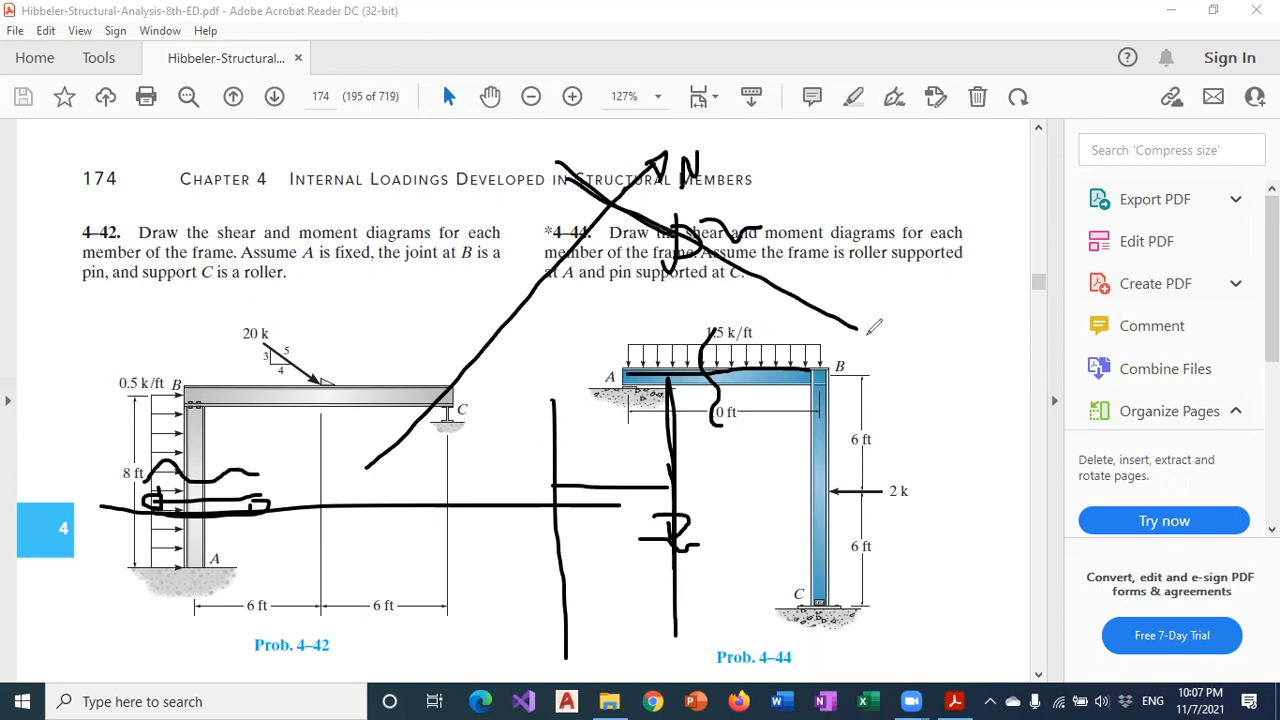 Hibbeler-Structural-Analysis-8th-ED.pdf - Adobe Acrobat Reader DC (32-bit)
File Edit View Sign Window Help
Home Tools Hibbeler-Structural... × Sign In
174 (195 of 719) 127%
174 CHAPTER 4 INTERNAL LOADINGS DEVELOPED IN STRUCTURAL MEMBERS
N
4–42. Draw the shear and moment diagrams for each
member of the frame. Assume A is fixed, the joint at B is a
pin, and support C is a roller.
*4–44. Draw the shear and moment diagrams for each
member of the frame. Assume the frame is roller supported
at A and pin supported at C.
20 k
3 5
4
0.5 k/ft B
C
8 ft
A
6 ft 6 ft
Prob. 4–42
1.5 k/ft
A B
10 ft
6 ft
2 k
6 ft
C
Prob. 4–44
4
Search 'Compress size'
Export PDF
Edit PDF
Create PDF
Comment
Combine Files
Organize Pages
Delete, insert, extract and
rotate pages.
Try now
Convert, edit and e-sign PDF
forms & agreements
Free 7-Day Trial
Type here to search
ENG
10:07 PM
11/7/2021